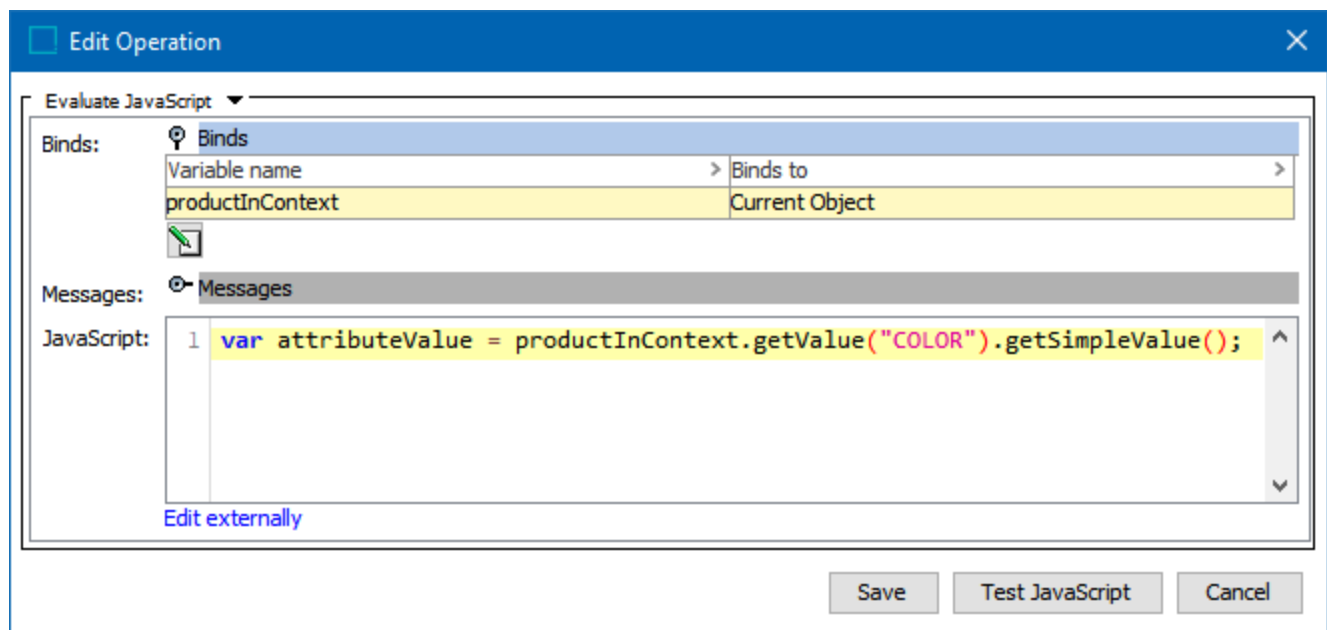 Edit Operation
Evaluate JavaScript
Binds:
Binds
Variable name > Binds to >
productInContext Current Object
Messages:
Messages
JavaScript:
1 var attributeValue = productInContext.getValue("COLOR").getSimpleValue();
Edit externally
Save Test JavaScript Cancel